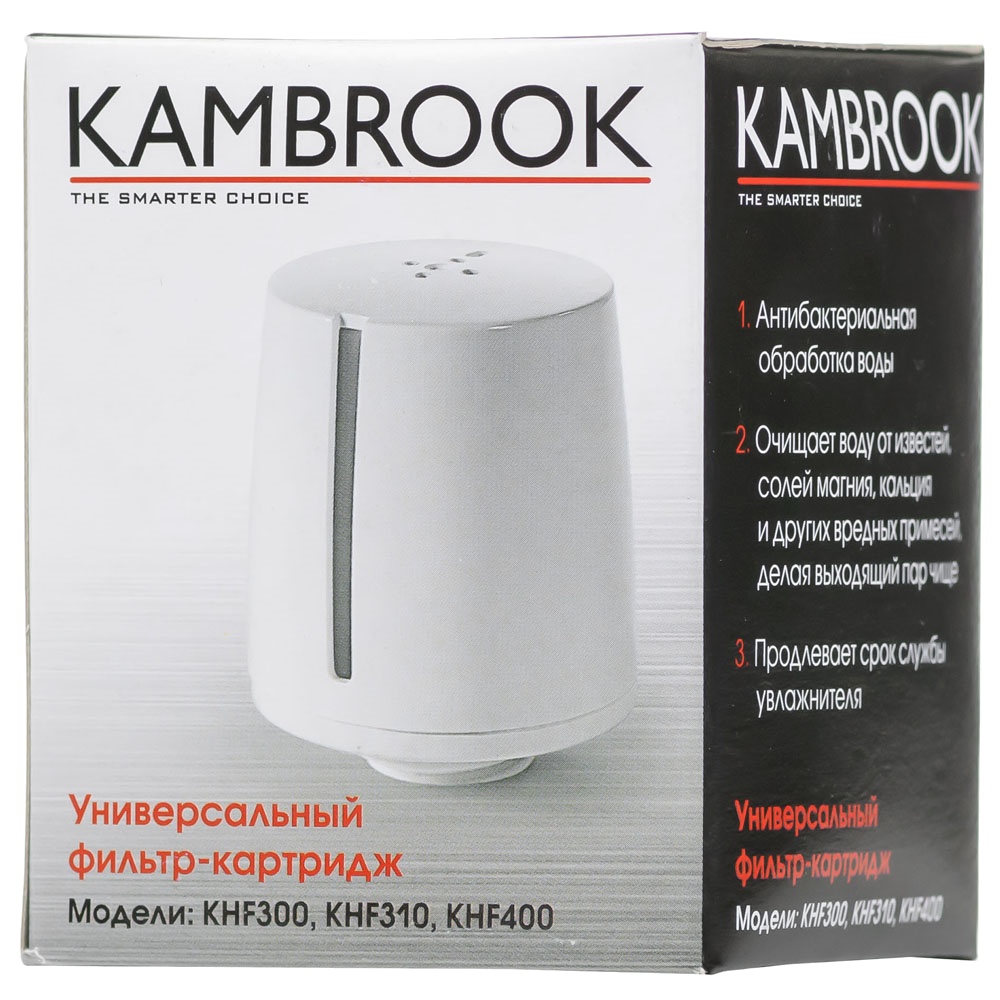 KAMBROOK
THE SMARTER CHOICE
Универсальный
фильтр-картридж
Модели: KHF300, KHF310, KHF400
KAMBROOK
THE SMARTER CHOICE
1. Антибактериальная
обработка воды
2. Очищает воду от известей,
солей магния, кальция
и других вредных примесей,
делая выходящий пар чище
3. Продлевает срок службы
увлажнителя
Универсальный
фильтр-картридж
Модели: KHF300, KHF310, KHF400